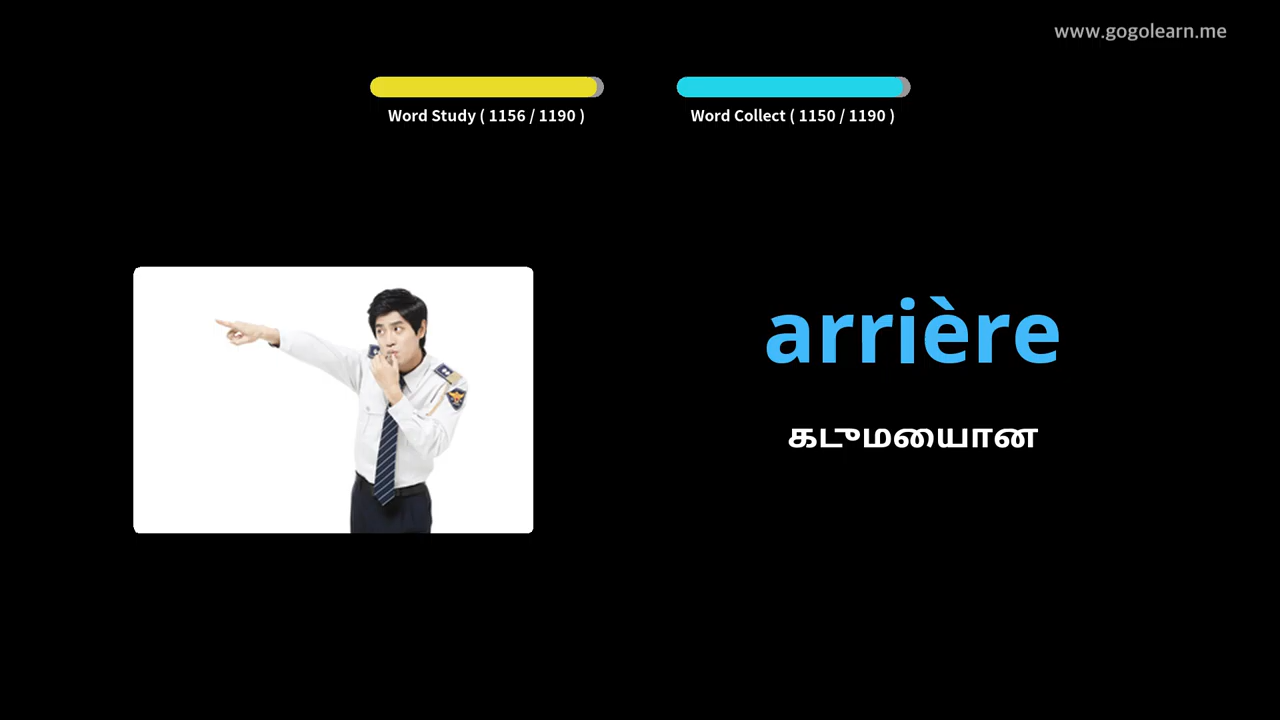 www.gogolearn.me
Word Study ( 1156 / 1190 )
Word Collect ( 1150 / 1190 )
arrière
கடுமையான